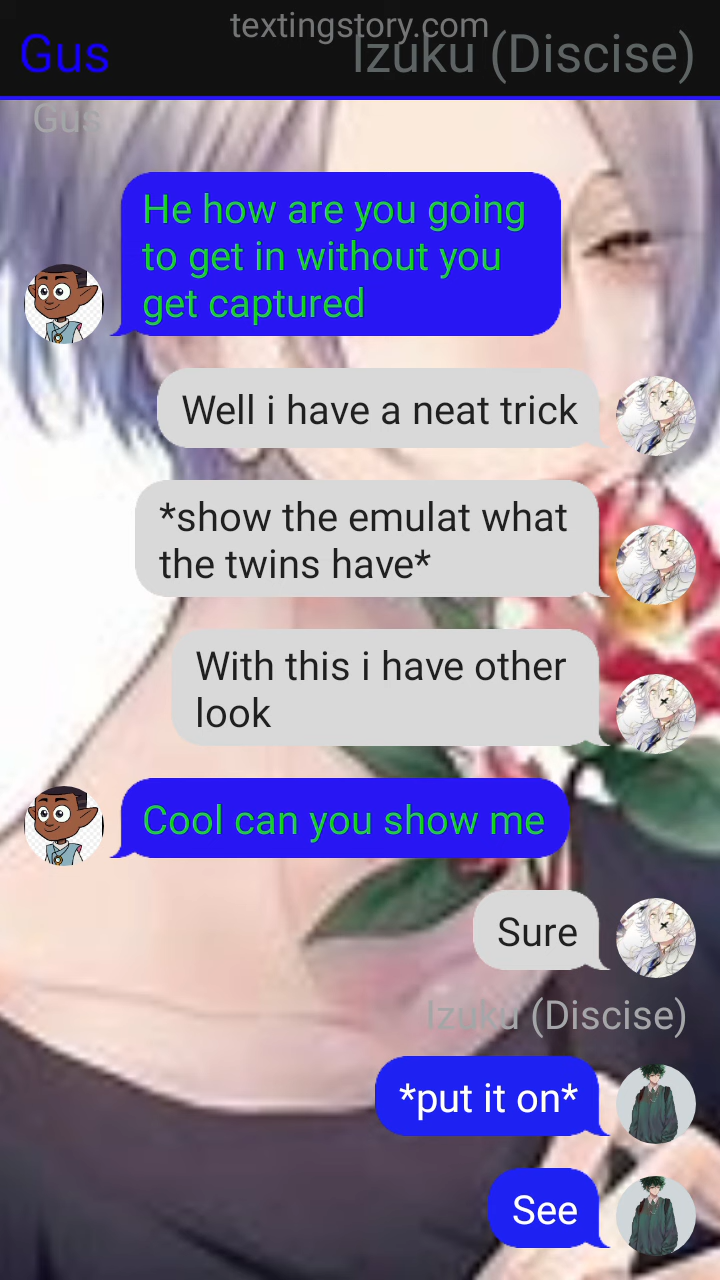 textingstory.com
Gus
Izuku (Discise)
Gus
He how are you going
to get in without you
get captured
Well i have a neat trick
*show the emulat what
the twins have*
With this i have other
look
Cool can you show me
Sure
Izuku (Discise)
*put it on*
See